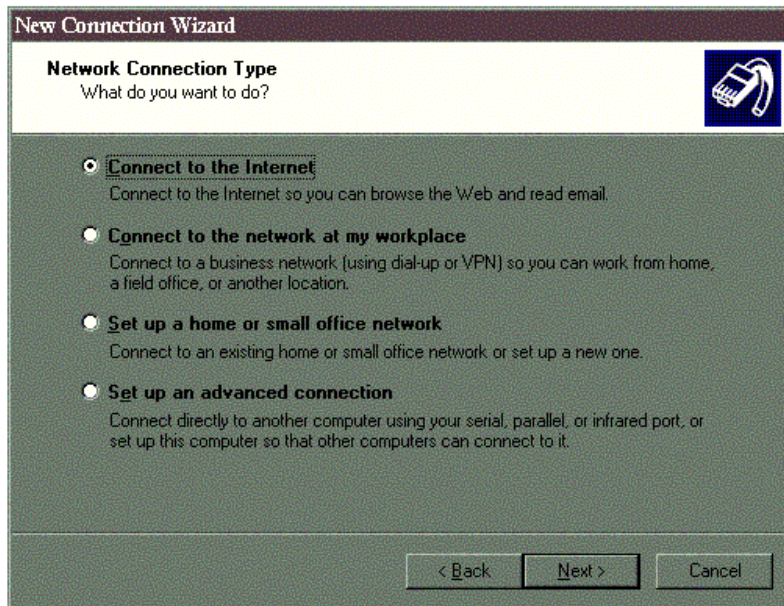 New Connection Wizard
Network Connection Type
What do you want to do?
Connect to the Internet
Connect to the Internet so you can browse the Web and read email.
Connect to the network at my workplace
Connect to a business network (using dial-up or VPN) so you can work from home,
a field office, or another location.
Set up a home or small office network
Connect to an existing home or small office network or set up a new one.
Set up an advanced connection
Connect directly to another computer using your serial, parallel, or infrared port, or
set up this computer so that other computers can connect to it.
< Back Next > Cancel